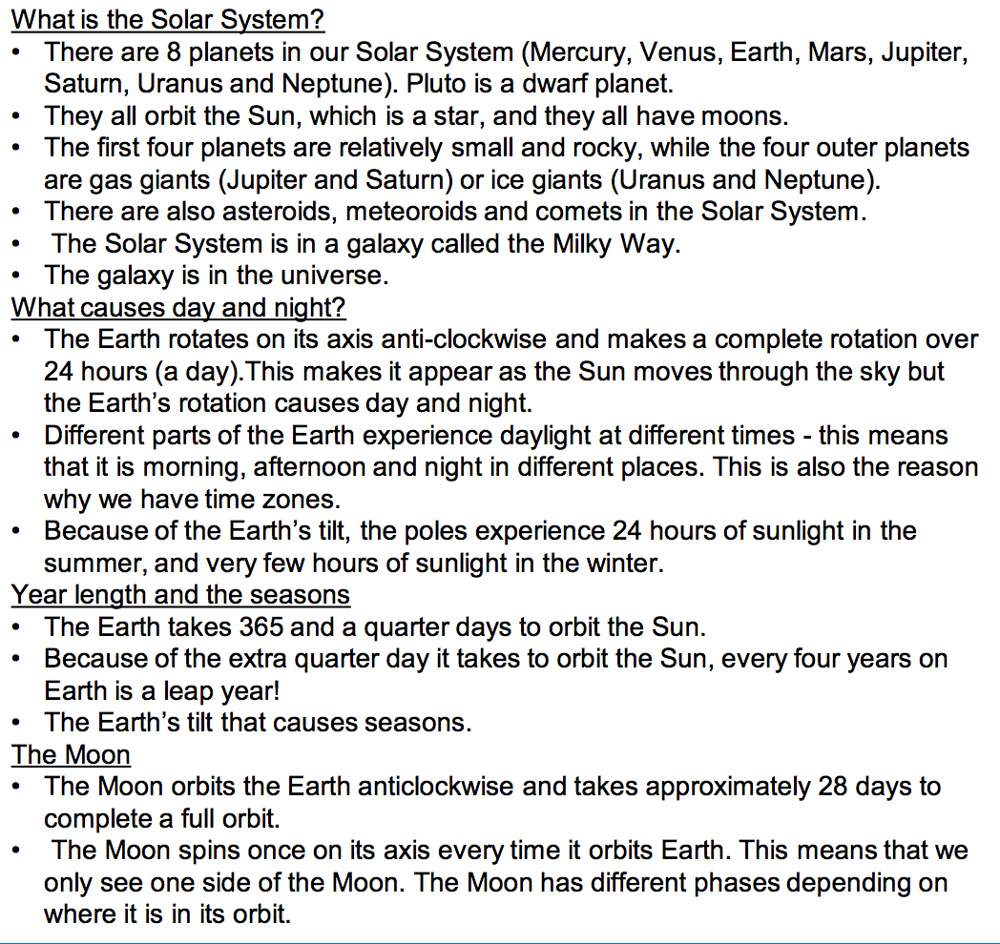 What is the Solar System?
• There are 8 planets in our Solar System (Mercury, Venus, Earth, Mars, Jupiter,
Saturn, Uranus and Neptune). Pluto is a dwarf planet.
• They all orbit the Sun, which is a star, and they all have moons.
• The first four planets are relatively small and rocky, while the four outer planets
are gas giants (Jupiter and Saturn) or ice giants (Uranus and Neptune).
• There are also asteroids, meteoroids and comets in the Solar System.
• The Solar System is in a galaxy called the Milky Way.
• The galaxy is in the universe.
What causes day and night?
• The Earth rotates on its axis anti-clockwise and makes a complete rotation over
24 hours (a day).This makes it appear as the Sun moves through the sky but
the Earth’s rotation causes day and night.
• Different parts of the Earth experience daylight at different times - this means
that it is morning, afternoon and night in different places. This is also the reason
why we have time zones.
• Because of the Earth’s tilt, the poles experience 24 hours of sunlight in the
summer, and very few hours of sunlight in the winter.
Year length and the seasons
• The Earth takes 365 and a quarter days to orbit the Sun.
• Because of the extra quarter day it takes to orbit the Sun, every four years on
Earth is a leap year!
• The Earth’s tilt that causes seasons.
The Moon
• The Moon orbits the Earth anticlockwise and takes approximately 28 days to
complete a full orbit.
• The Moon spins once on its axis every time it orbits Earth. This means that we
only see one side of the Moon. The Moon has different phases depending on
where it is in its orbit.